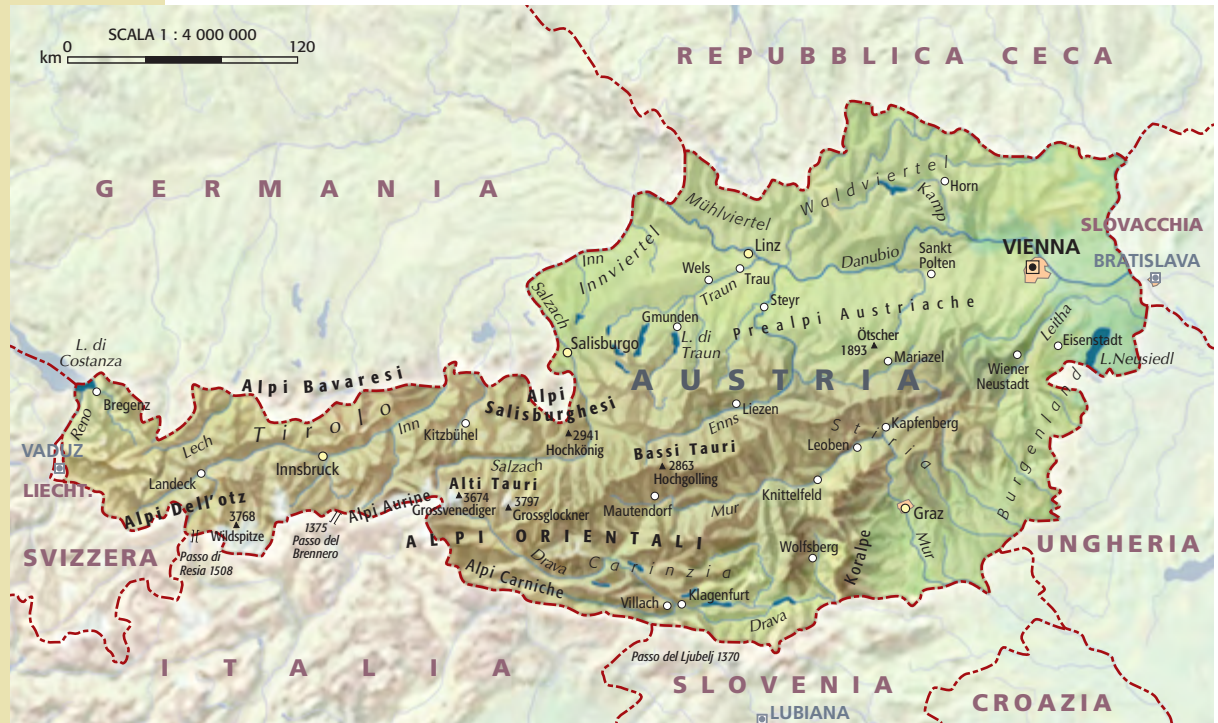 SCALA 1 : 4 000 000
km 0 120
REPUBBLICA CECA
GERMANIA
Waldviertel
Horn
Kamp
Mühlviertel
SLOVACCHIA
Linz
Danubio
Sankt
Polten
VIENNA
BRATISLAVA
Inn
Innviertel
Wels
Trau
Traun
Salzach
Steyr
Gmunden
Prealpi Austriache
Leitha
L. di
Traun
Ötscher
1893
Eisenstadt
Salisburgo
Mariazel
Wiener
Neustadt
L.Neusiedl
L. di
Costanza
AUSTRIA
Alpi Bavaresi
Alpi
Salisburghesi
Bregenz
Reno
Tirolo
Inn
Liezen
Enns
Burgenland
Lech
Kitzbühel
2941
Hochkönig
Kapfenberg
Stiria
Leoben
VADUZ
Innsbruck
Salzach
Bassi Tauri
2863
Hochgolling
LIECHT.
Landeck
Alti Tauri
3674
Grossvenediger
3797
Grossglockner
Knittelfeld
Mautendorf
Mur
Alpi Dell'otz
3768
Wildspitze
Alpi Aurine
1375
Passo del
Brennero
Graz
Mur
ALPI ORIENTALI
SVIZZERA
Passo di
Resia 1508
Drava
Carinzia
Wolfsberg
Koralpe
UNGHERIA
Alpi Carniche
Villach
Klagenfurt
Drava
Passo del Ljubelj 1370
ITALIA
SLOVENIA
CROAZIA
LUBIANA